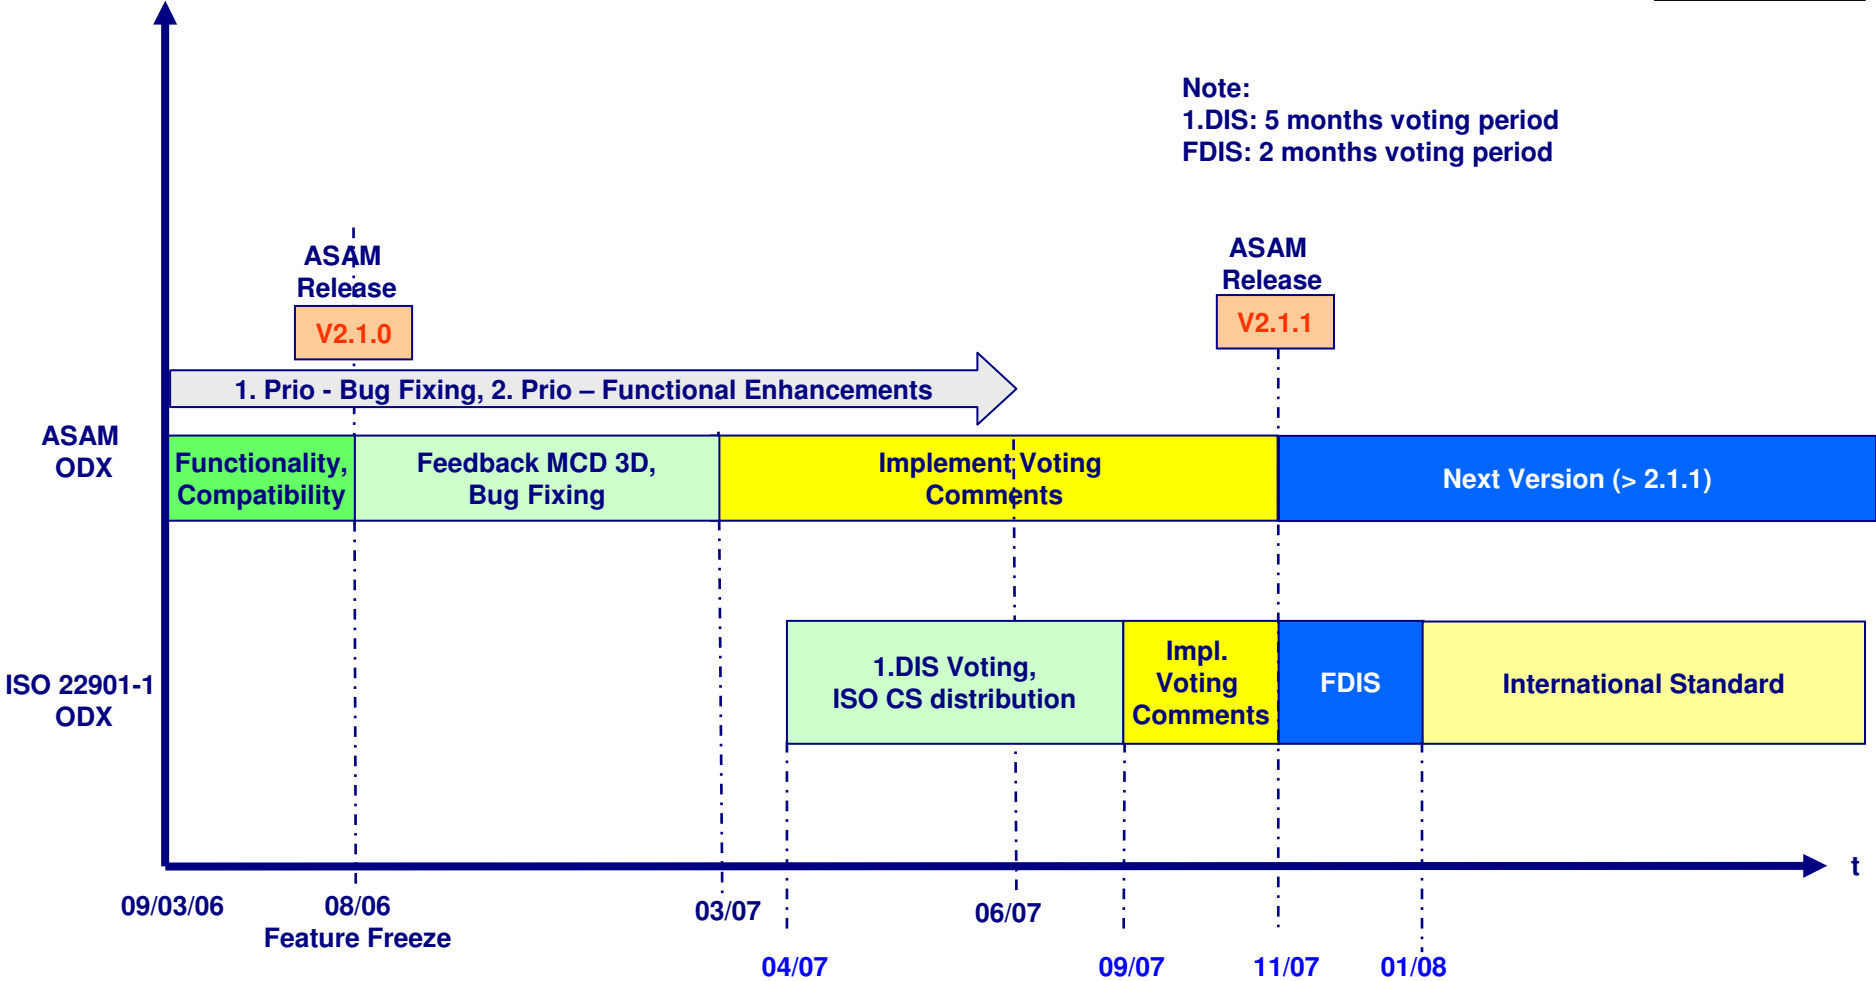 Note:
1.DIS: 5 months voting period
FDIS: 2 months voting period
ASAM
Release
V2.1.0
ASAM
Release
V2.1.1
1. Prio - Bug Fixing, 2. Prio – Functional Enhancements
ASAM
ODX
Functionality,
Compatibility
Feedback MCD 3D,
Bug Fixing
Implement Voting
Comments
Next Version (> 2.1.1)
ISO 22901-1
ODX
1.DIS Voting,
ISO CS distribution
Impl.
Voting
Comments
FDIS
International Standard
t
09/03/06
08/06
Feature Freeze
03/07
06/07
04/07
09/07
11/07
01/08